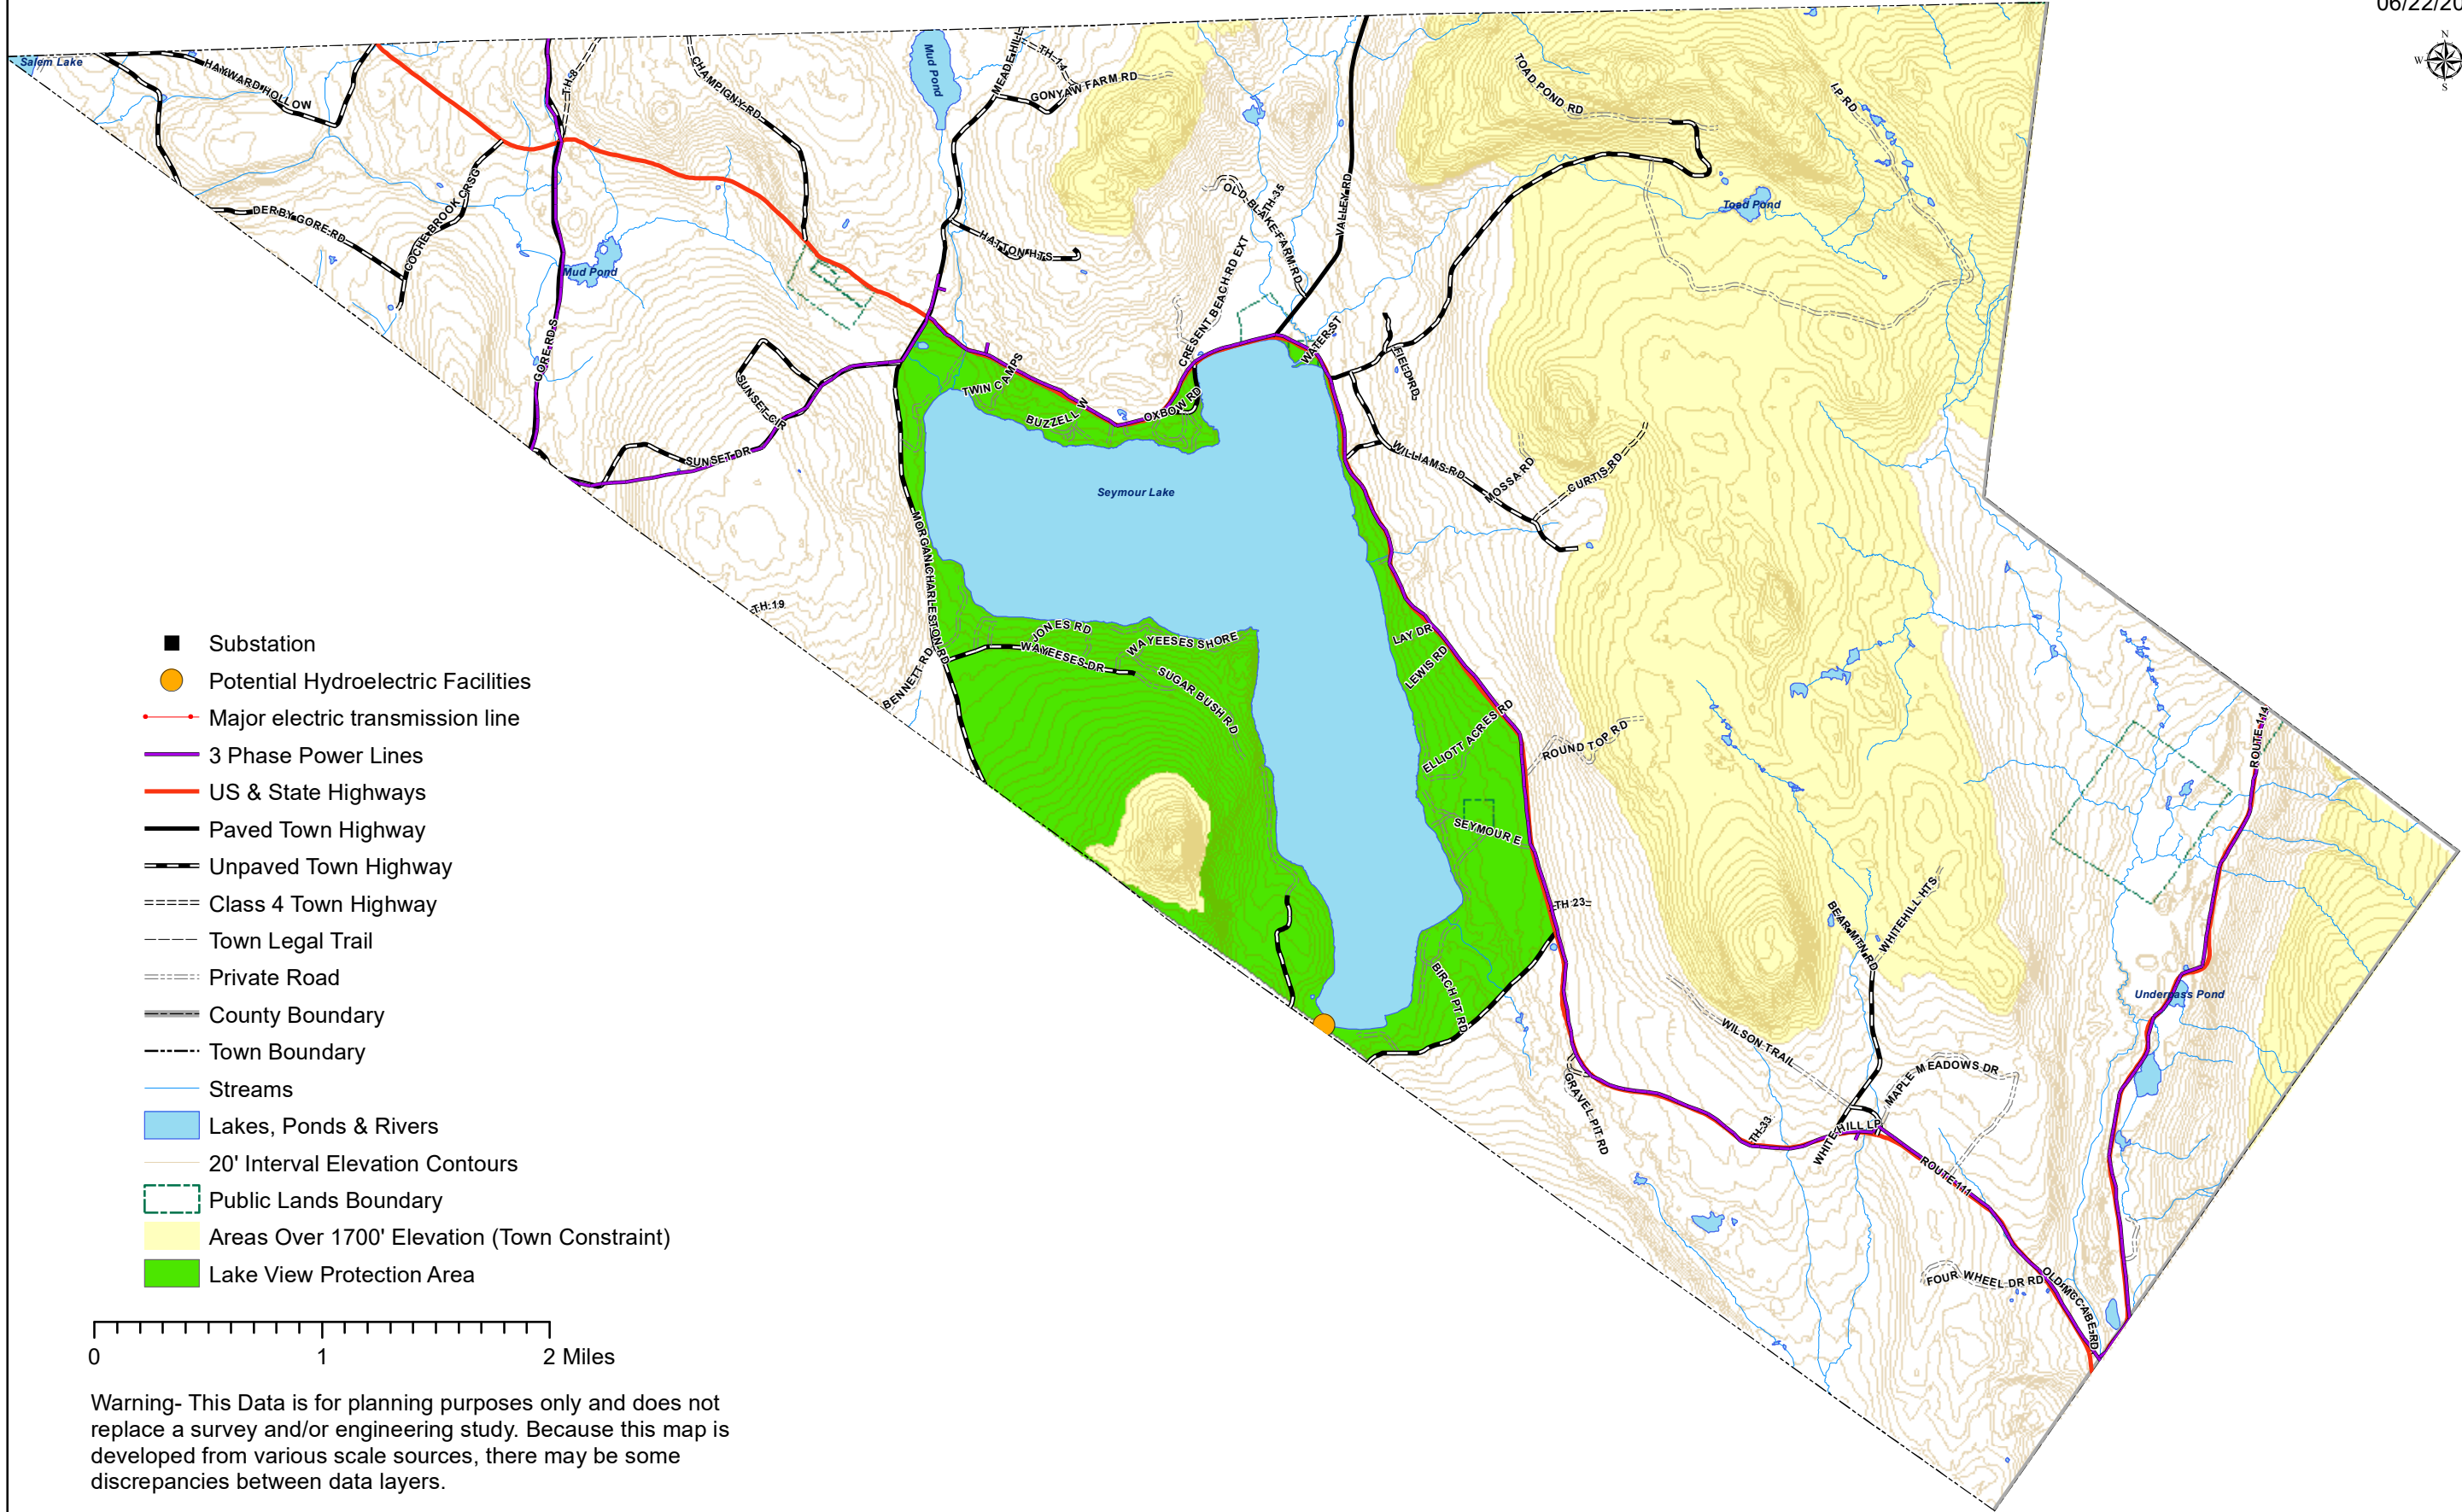 06/22/20
N
W
S
Salem Lake
HAYWARD HOLLOW
TH-8
CHAMPIGNY RD
Mud Pond
MEADE HILL
TH-14
GONYAW FARM RD
TOAD POND RD
LP RD
DERBY GORE RD
COCHE BROOK CRSG
Mud Pond
HATTON HTS
OLD BLAKE FARM RD
TH-35
VALLEY RD
Toad Pond
GORE RD S
CRESENT BEACH RD EXT
WATER ST
FIELD RD
SUNSET CIR
TWIN CAMPS
BUZZELL W
OXBOW RD
SUNSET DR
WILLIAMS RD
MOSSA RD
CURTIS RD
Seymour Lake
MORGAN CHARLESTON RD
TH-19
JONES RD
WAYEESES SHORE
WAYEESES DR
BENNETT RD
SUGAR BUSH RD
LAY DR
LEWIS RD
ELLIOTT ACRES RD
ROUND TOP RD
ROUTE 114
SEYMOUR E
TH 23
BEAR MTN RD
WHITEHILL HTS
BIRCH PT RD
Underpass Pond
WILSON TRAIL
MAPLE MEADOWS DR
GRAVEL PIT RD
TH-33
WHITE HILL LP
ROUTE 111
FOUR WHEEL DR RD
OLD MCCABE RD
Substation
Potential Hydroelectric Facilities
Major electric transmission line
3 Phase Power Lines
US & State Highways
Paved Town Highway
Unpaved Town Highway
Class 4 Town Highway
Town Legal Trail
Private Road
County Boundary
Town Boundary
Streams
Lakes, Ponds & Rivers
20' Interval Elevation Contours
Public Lands Boundary
Areas Over 1700' Elevation (Town Constraint)
Lake View Protection Area
0 1 2 Miles
Warning- This Data is for planning purposes only and does not
replace a survey and/or engineering study. Because this map is
developed from various scale sources, there may be some
discrepancies between data layers.